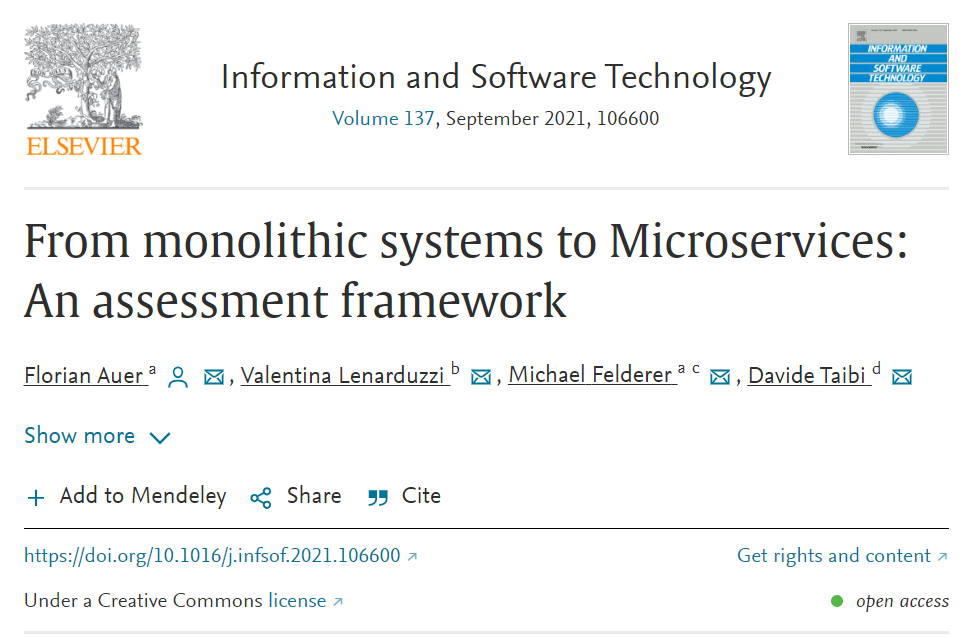 ELSEVIER
Information and Software Technology
Volume 137, September 2021, 106600
INFORMATION
AND
SOFTWARE
TECHNOLOGY
From monolithic systems to Microservices:
An assessment framework
Florian Auer a , Valentina Lenarduzzi b , Michael Felderer a c , Davide Taibi d
Show more
Add to Mendeley Share Cite
https://doi.org/10.1016/j.infsof.2021.106600 Get rights and content
Under a Creative Commons license open access